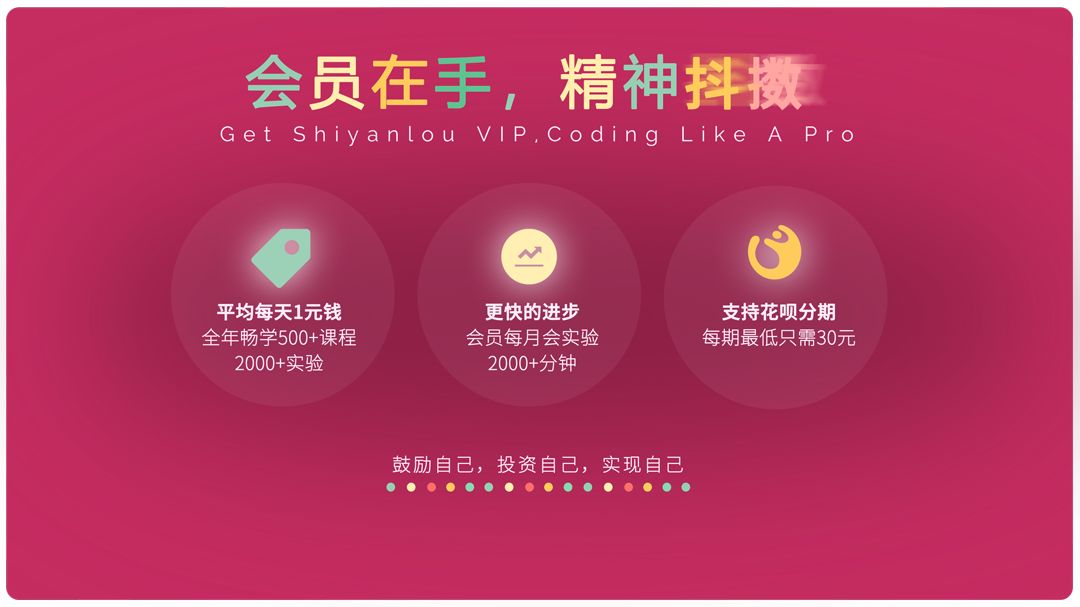 会员在手，精神抖擞
Get Shiyanlou VIP,Coding Like A Pro
平均每天1元钱
全年畅学500+课程
2000+实验
更快的进步
会员每月会实验
2000+分钟
支持花呗分期
每期最低只需30元
鼓励自己，投资自己，实现自己